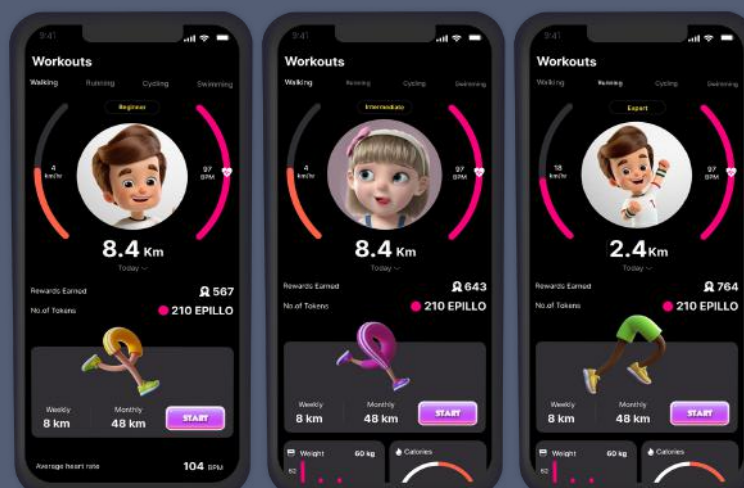 9:41
Workouts
Walking Running Cycling Swimming
Beginner
4 km/hr
97 BPM
8.4 Km
Today
Rewards Earned 567
No.of Tokens 210 EPILLO
Weekly Monthly
8 km 48 km START
Average heart rate 104 BPM
9:41
Workouts
Walking Running Cycling Swimming
Intermediate
4 km/hr
97 BPM
8.4 Km
Today
Rewards Earned 643
No.of Tokens 210 EPILLO
Weekly Monthly
8 km 48 km START
Weight 60 kg Calories
62
9:41
Workouts
Walking Running Cycling Swimming
Expert
18 km/hr
97 BPM
2.4 Km
Today
Rewards Earned 764
No.of Tokens 210 EPILLO
Weekly Monthly
8 km 48 km START
Weight 60 kg Calories
62